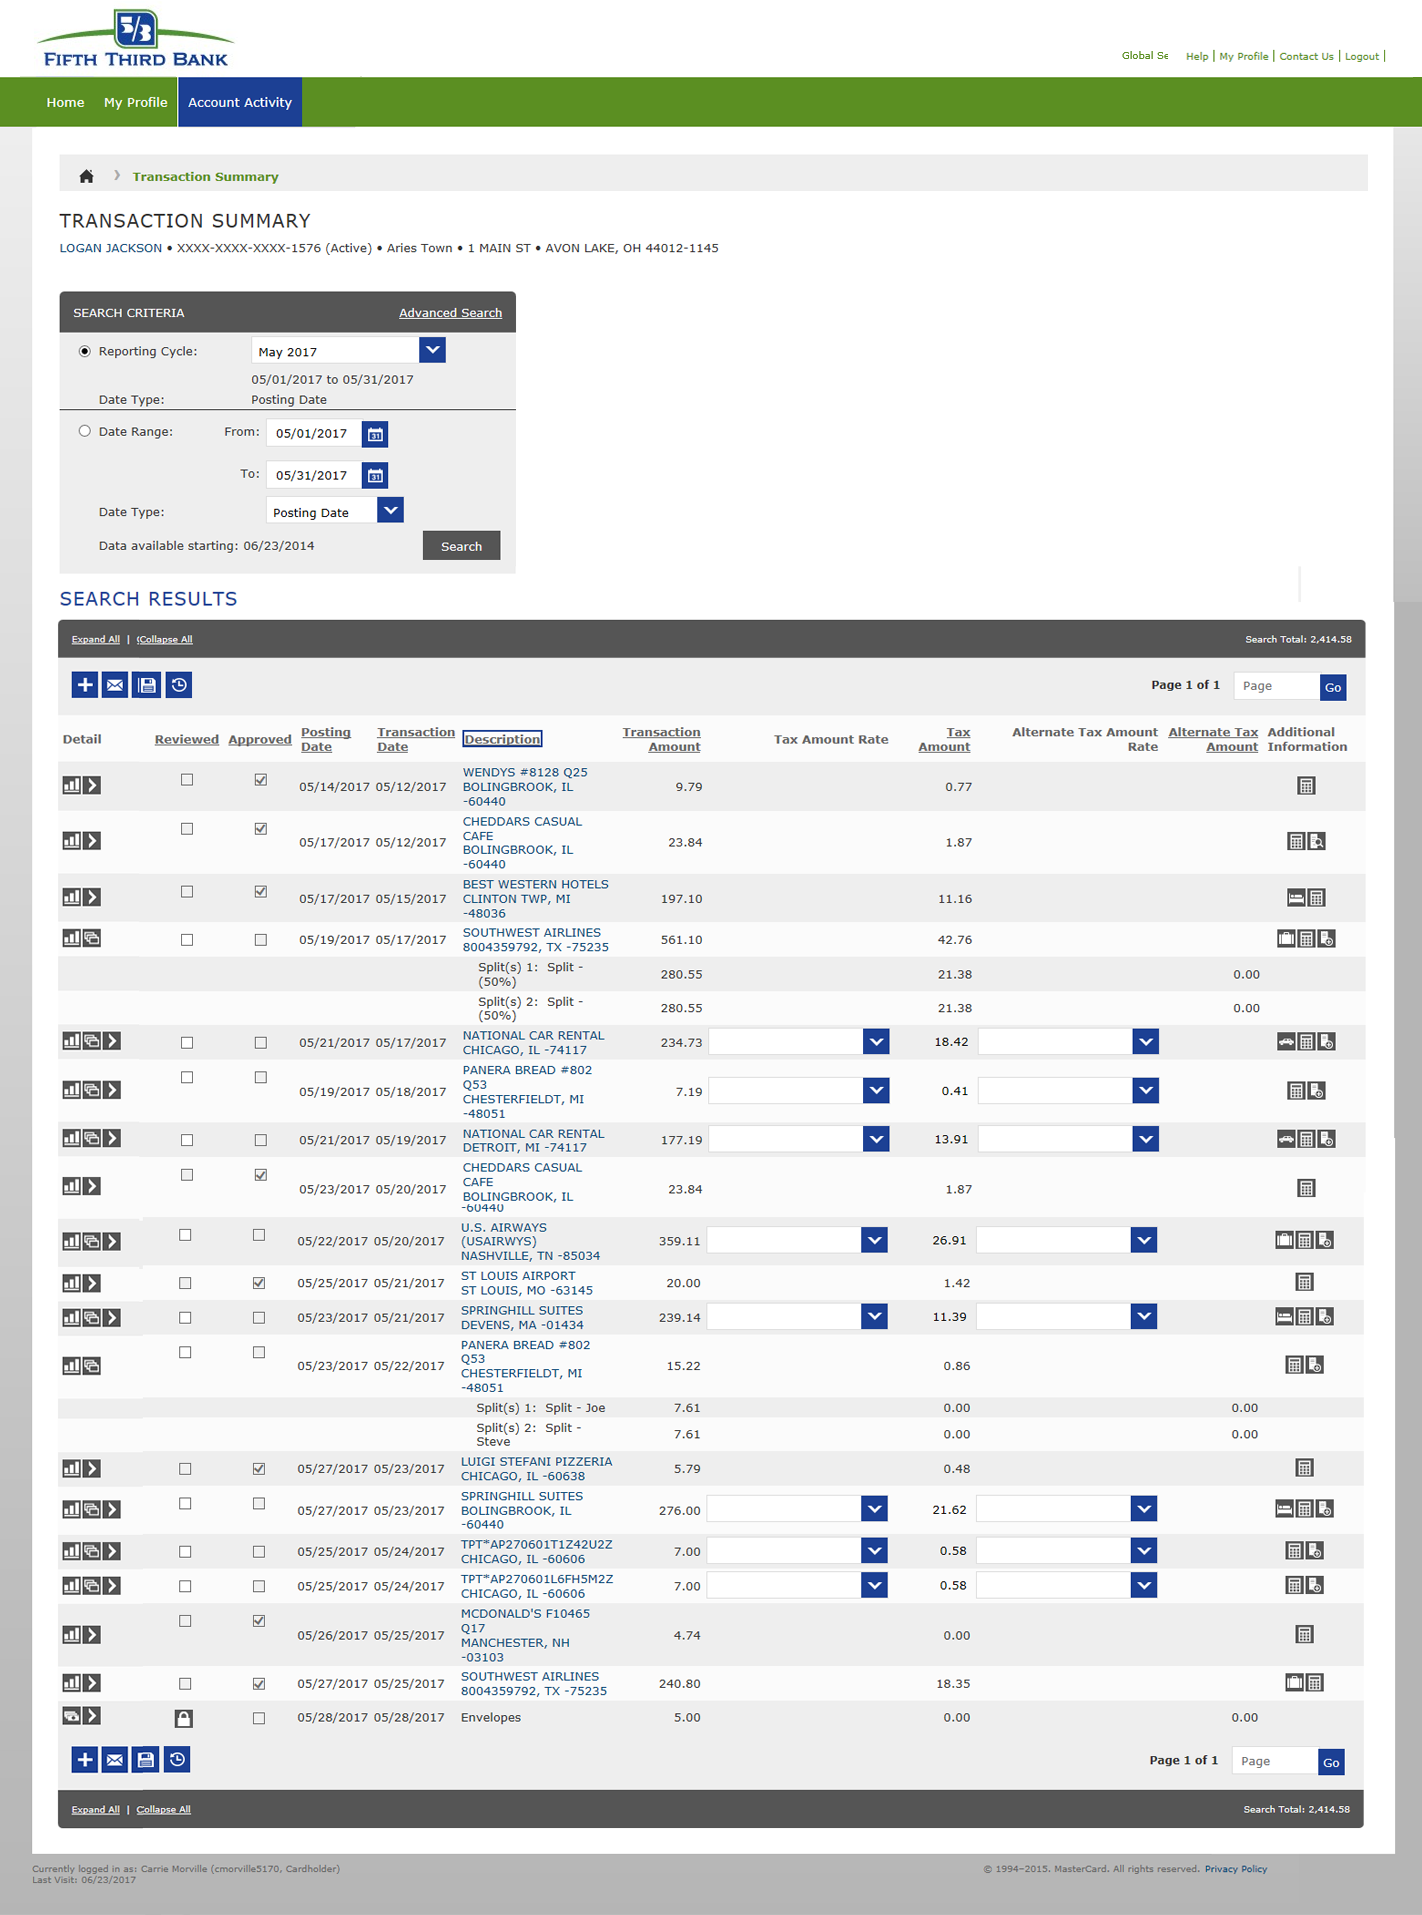 5/3
FIFTH THIRD BANK
Global Se Help | My Profile | Contact Us | Logout |
Home My Profile Account Activity
Transaction Summary
TRANSACTION SUMMARY
LOGAN JACKSON • XXXX-XXXX-XXXX-1576 (Active) • Aries Town • 1 MAIN ST • AVON LAKE, OH 44012-1145
SEARCH CRITERIA Advanced Search
Reporting Cycle: May 2017
05/01/2017 to 05/31/2017
Date Type: Posting Date
Date Range: From: 05/01/2017
To: 05/31/2017
Date Type: Posting Date
Data available starting: 06/23/2014 Search
SEARCH RESULTS
Expand All | Collapse All Search Total: 2,414.58
Page 1 of 1 Page Go
Detail Reviewed Approved Posting Date Transaction Date Description Transaction Amount Tax Amount Rate Tax Amount Alternate Tax Amount Rate Alternate Tax Amount Additional Information
WENDYS #8128 Q25
05/14/2017 05/12/2017 BOLINGBROOK, IL 9.79 0.77
-60440
CHEDDARS CASUAL
CAFE
05/17/2017 05/12/2017 BOLINGBROOK, IL 23.84 1.87
-60440
BEST WESTERN HOTELS
05/17/2017 05/15/2017 CLINTON TWP, MI 197.10 11.16
-48036
05/19/2017 05/17/2017 SOUTHWEST AIRLINES 561.10 42.76
8004359792, TX -75235
Split(s) 1: Split - 280.55 21.38 0.00
(50%)
Split(s) 2: Split - 280.55 21.38 0.00
(50%)
05/21/2017 05/17/2017 NATIONAL CAR RENTAL 234.73 18.42
CHICAGO, IL -74117
PANERA BREAD #802
Q53
05/19/2017 05/18/2017 CHESTERFIELDT, MI 7.19 0.41
-48051
05/21/2017 05/19/2017 NATIONAL CAR RENTAL 177.19 13.91
DETROIT, MI -74117
CHEDDARS CASUAL
CAFE
05/23/2017 05/20/2017 BOLINGBROOK, IL 23.84 1.87
-60440
U.S. AIRWAYS
05/22/2017 05/20/2017 (USAIRWYS) 359.11 26.91
NASHVILLE, TN -85034
05/25/2017 05/21/2017 ST LOUIS AIRPORT 20.00 1.42
ST LOUIS, MO -63145
05/23/2017 05/21/2017 SPRINGHILL SUITES 239.14 11.39
DEVENS, MA -01434
PANERA BREAD #802
Q53
05/23/2017 05/22/2017 CHESTERFIELDT, MI 15.22 0.86
-48051
Split(s) 1: Split - Joe 7.61 0.00 0.00
Split(s) 2: Split - 7.61 0.00 0.00
Steve
05/27/2017 05/23/2017 LUIGI STEFANI PIZZERIA 5.79 0.48
CHICAGO, IL -60638
SPRINGHILL SUITES
05/27/2017 05/23/2017 BOLINGBROOK, IL 276.00 21.62
-60440
05/25/2017 05/24/2017 TPT*AP270601T1Z42U2Z 7.00 0.58
CHICAGO, IL -60606
05/25/2017 05/24/2017 TPT*AP270601L6FH5M2Z 7.00 0.58
CHICAGO, IL -60606
MCDONALD'S F10465
Q17
05/26/2017 05/25/2017 MANCHESTER, NH 4.74 0.00
-03103
05/27/2017 05/25/2017 SOUTHWEST AIRLINES 240.80 18.35
8004359792, TX -75235
05/28/2017 05/28/2017 Envelopes 5.00 0.00 0.00
Page 1 of 1 Page Go
Expand All | Collapse All Search Total: 2,414.58
Currently logged in as: Carrie Morville (cmorville5170, Cardholder) © 1994–2015. MasterCard. All rights reserved. Privacy Policy
Last Visit: 06/23/2017